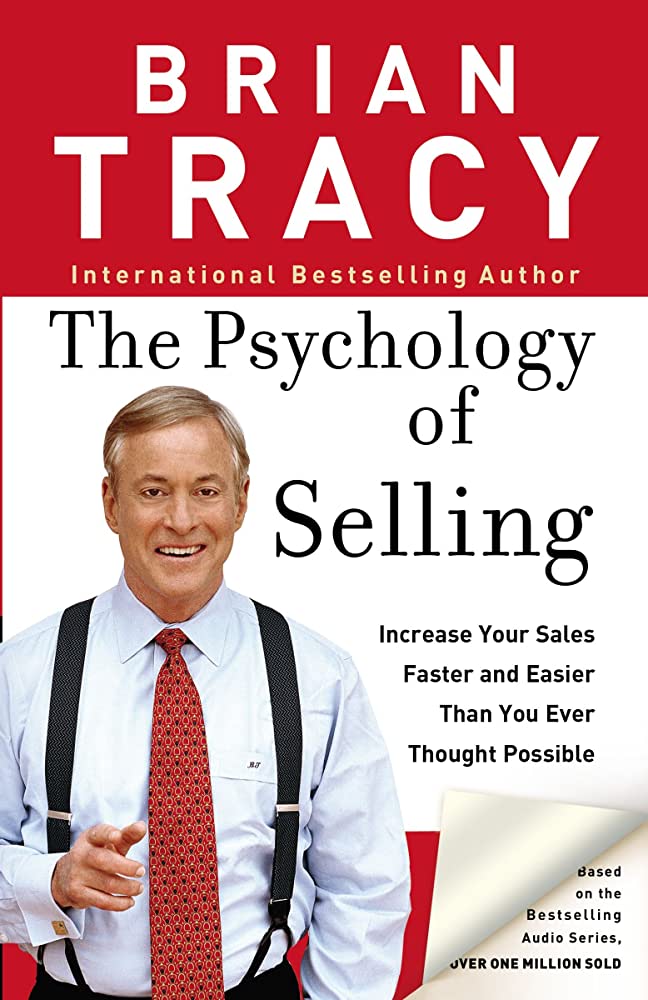 BRIAN
TRACY
International Bestselling Author
The Psychology
of
Selling
Increase Your Sales
Faster and Easier
Than You Ever
Thought Possible
Based
on the
Bestselling
Audio Series,
OVER ONE MILLION SOLD